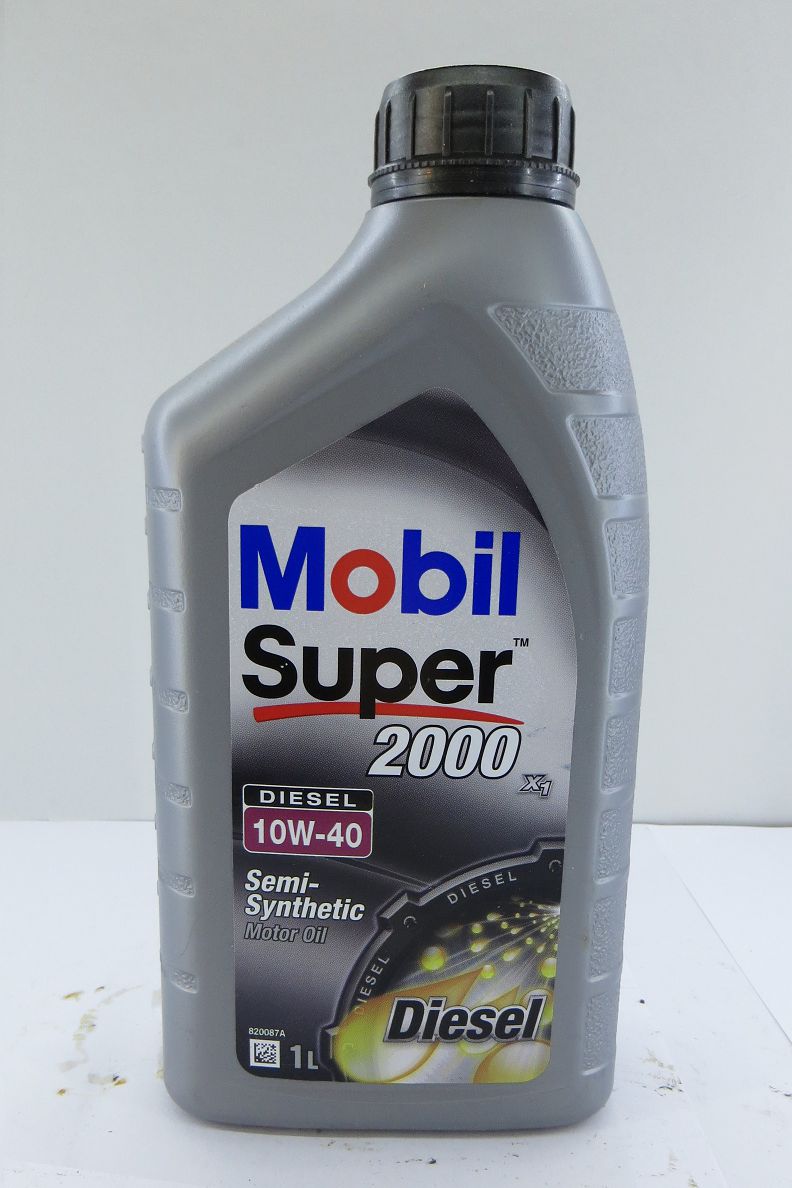 Mobil
Super™
2000
X1
DIESEL
10W-40
Semi-
Synthetic
Motor Oil
DIESEL
DIESEL
Diesel
820087A
1L